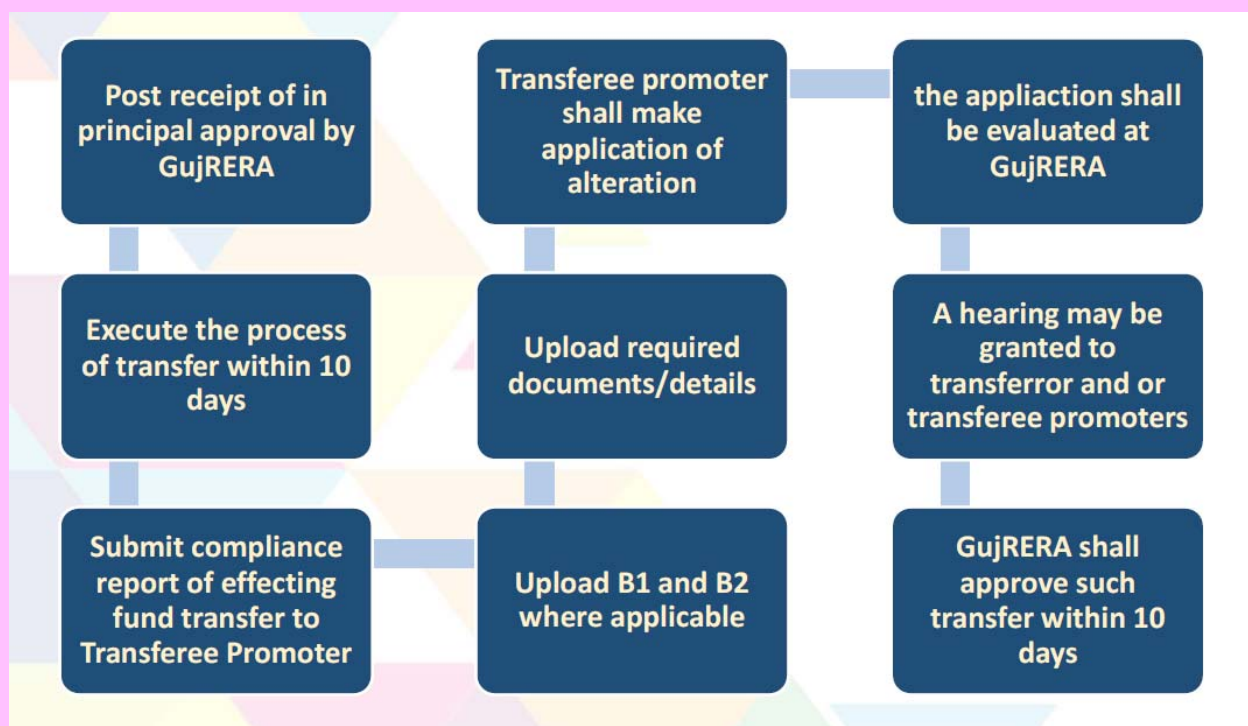 Post receipt of in
principal approval by
GujRERA
Execute the process
of transfer within 10
days
Submit compliance
report of effecting
fund transfer to
Transferee Promoter
Upload B1 and B2
where applicable
Upload required
documents/details
Transferee promoter
shall make
application of
alteration
the appliaction shall
be evaluated at
GujRERA
A hearing may be
granted to
transferror and or
transferee promoters
GujRERA shall
approve such
transfer within 10
days